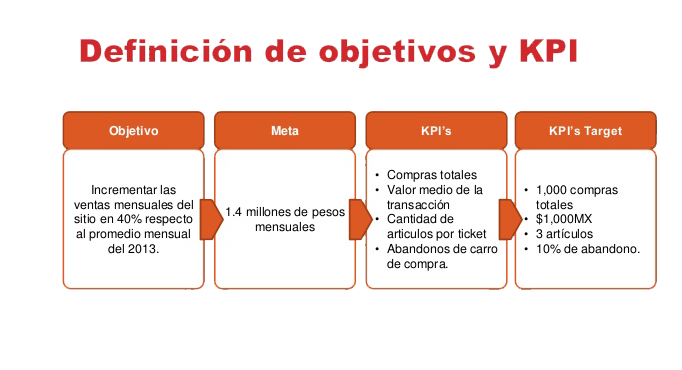 Definición de objetivos y KPI
Objetivo
Incrementar las
ventas mensuales del
sitio en 40% respecto
al promedio mensual
del 2013.
Meta
1.4 millones de pesos
mensuales
KPI's
• Compras totales
• Valor medio de la
transacción
• Cantidad de
articulos por ticket
• Abandonos de carro
de compra.
KPI's Target
• 1,000 compras
totales
• $1,000MX
• 3 artículos
• 10% de abandono.